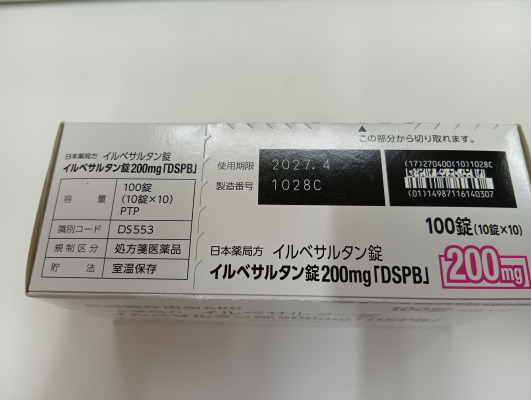 この部分から切り取れます。
日本薬局方 イルベサルタン錠
イルベサルタン錠200mg「DSPB」
容量 100錠
(10錠×10)
PTP
識別コード DS553
規制区分 処方箋医薬品
貯法 室温保存
使用期限 2027.4
製造番号 1028C
(17)270400(10)1028C
(01)14987116140307
100錠(10錠×10)
日本薬局方 イルベサルタン錠
イルベサルタン錠200mg「DSPB」
200mg